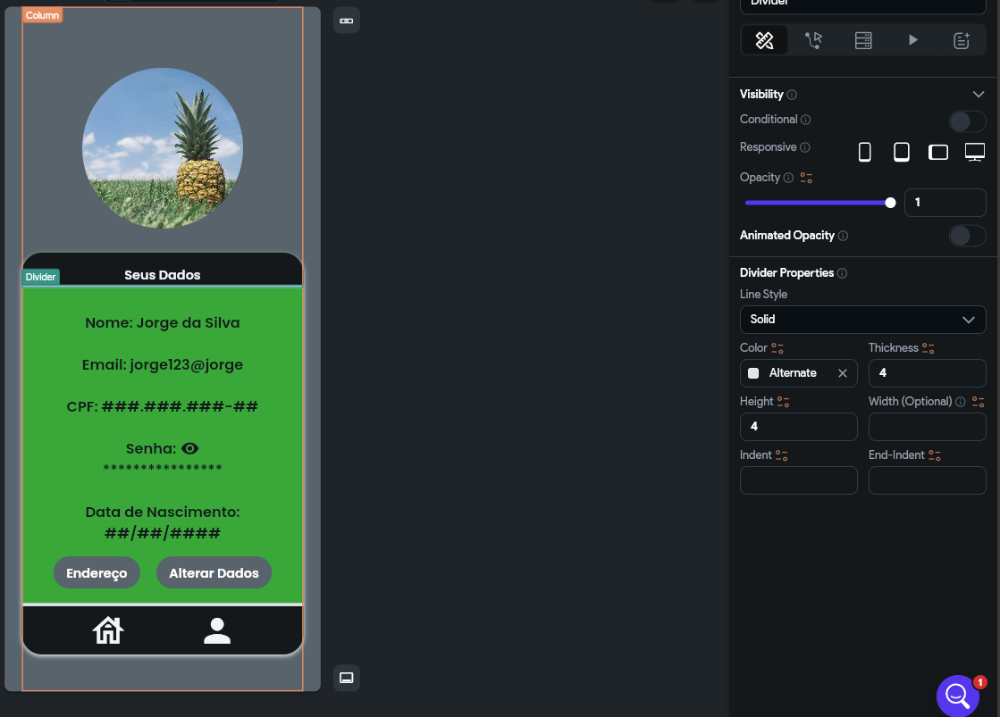 Column
Divider
Seus Dados
Divider
Nome: Jorge da Silva
Email: jorge123@jorge
CPF: ###.###.###-##
Senha:
****************
Data de Nascimento:
##/##/####
Endereço
Alterar Dados
Visibility
Conditional
Responsive
Opacity
1
Animated Opacity
Divider Properties
Line Style
Solid
Color
Thickness
Alternate
4
Height
Width (Optional)
4
Indent
End-Indent
1